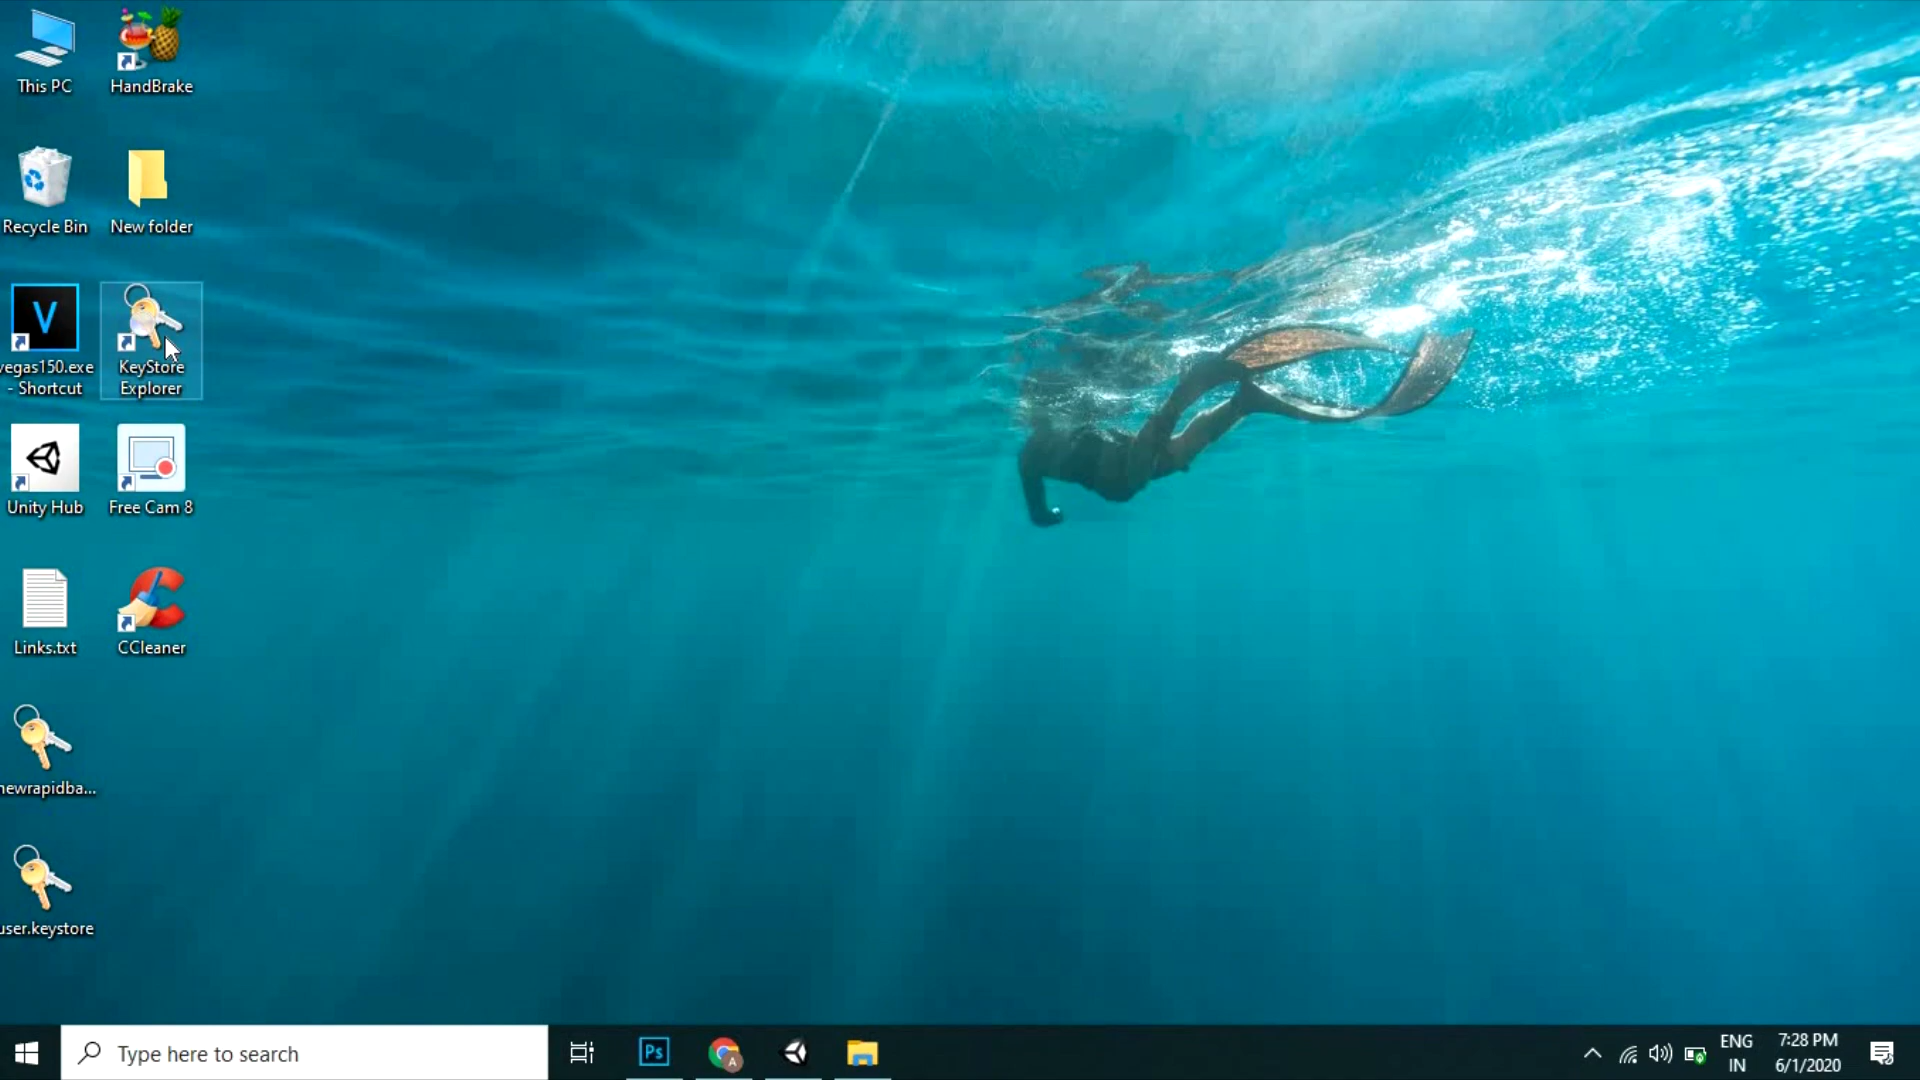 This PC
HandBrake
Recycle Bin
New folder
V
vegas150.exe
- Shortcut
KeyStore
Explorer
Unity Hub
Free Cam 8
Links.txt
CCleaner
newrapidba...
user.keystore
Type here to search
Ps
A
ENG
IN
7:28 PM
6/1/2020